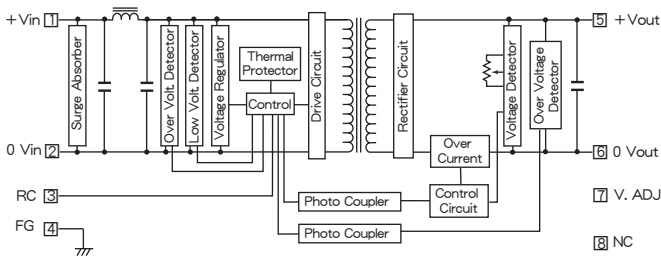 +Vin 1
5 +Vout
Surge Absorber
Over Volt. Detector
Low Volt. Detector
Voltage Regulator
Thermal
Protector
Control
Drive Circuit
Rectifier Circuit
Voltage Detector
Over Voltage
Detector
0 Vin 2
Over
Current
6 0 Vout
RC 3
Photo Coupler
Control
Circuit
7 V. ADJ
FG 4
Photo Coupler
8 NC